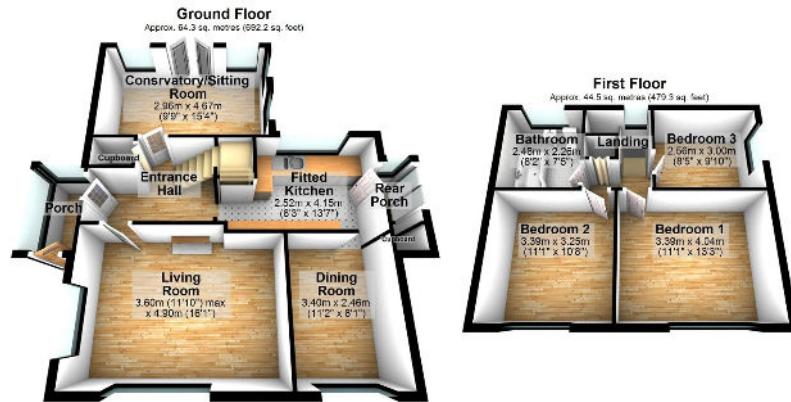 Ground Floor
Approx. 64.3 sq. metres (692.2 sq. feet)
Consrvatory/Sitting
Room
2.96m x 4.67m
(9'9" x 15'4")
Cupboard
Entrance
Hall
Porch
Fitted
Kitchen
2.52m x 4.15m
(8'3" x 13'7")
Rear
Porch
Cupboard
Living
Room
3.60m (11'10") max
x 4.90m (16'1")
Dining
Room
3.40m x 2.46m
(11'2" x 8'1")
First Floor
Approx. 44.5 sq. metres (479.3 sq. feet)
Bathroom
2.48m x 2.26m
(8'2" x 7'5")
Landing
Bedroom 3
2.56m x 3.00m
(8'5" x 9'10")
Bedroom 2
3.39m x 3.25m
(11'1" x 10'8")
Bedroom 1
3.39m x 4.04m
(11'1" x 13'3")